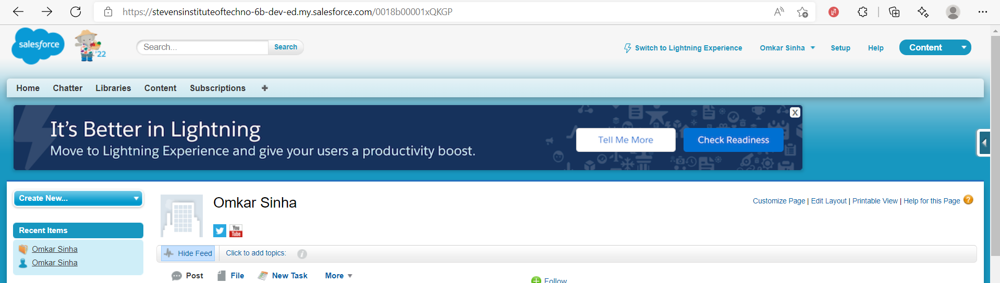 https://stevensinstituteoftechno-6b-dev-ed.my.salesforce.com/0018b00001xQKGP
salesforce
'22
Search...
Search
Switch to Lightning Experience
Omkar Sinha
Setup
Help
Content
Home Chatter Libraries Content Subscriptions +
It's Better in Lightning
Move to Lightning Experience and give your users a productivity boost.
Tell Me More
Check Readiness
X
Create New...
Recent Items
Omkar Sinha
Omkar Sinha
Omkar Sinha
Customize Page | Edit Layout | Printable View | Help for this Page ?
You Tube
Hide Feed
Click to add topics:
i
Post File New Task More
Follow